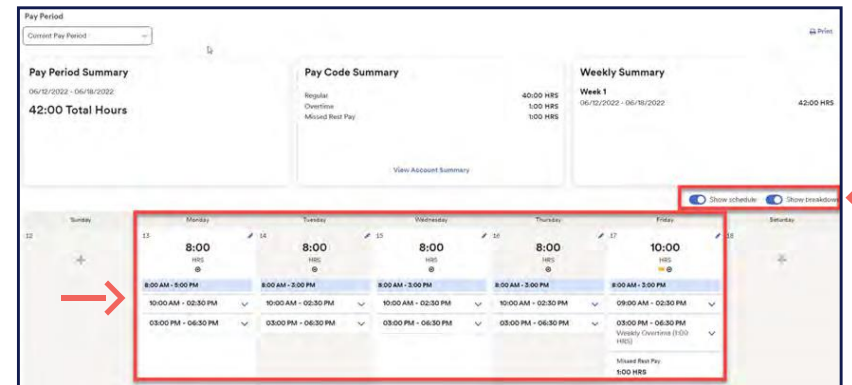 Pay Period
Current Pay Period
Print
Pay Period Summary
06/12/2022 - 06/18/2022
42:00 Total Hours
Pay Code Summary
Regular 40:00 HRS
Overtime 1:00 HRS
Missed Rest Pay 1:00 HRS
View Account Summary
Weekly Summary
Week 1
06/12/2022 - 06/18/2022 42:00 HRS
Show schedule Show breakdown
Sunday Monday Tuesday Wednesday Thursday Friday Saturday
12 13 14 15 16 17 18
8:00 8:00 8:00 8:00 10:00
HRS HRS HRS HRS HRS
8:00 AM - 5:00 PM 8:00 AM - 3:00 PM 8:00 AM - 3:00 PM 8:00 AM - 3:00 PM 8:00 AM - 3:00 PM
10:00 AM - 02:30 PM 10:00 AM - 02:30 PM 10:00 AM - 02:30 PM 10:00 AM - 02:30 PM 09:00 AM - 02:30 PM
03:00 PM - 06:30 PM 03:00 PM - 06:30 PM 03:00 PM - 06:30 PM 03:00 PM - 06:30 PM 03:00 PM - 06:30 PM
Weekly Overtime (1:00
HRS)
Missed Rest Pay
1:00 HRS